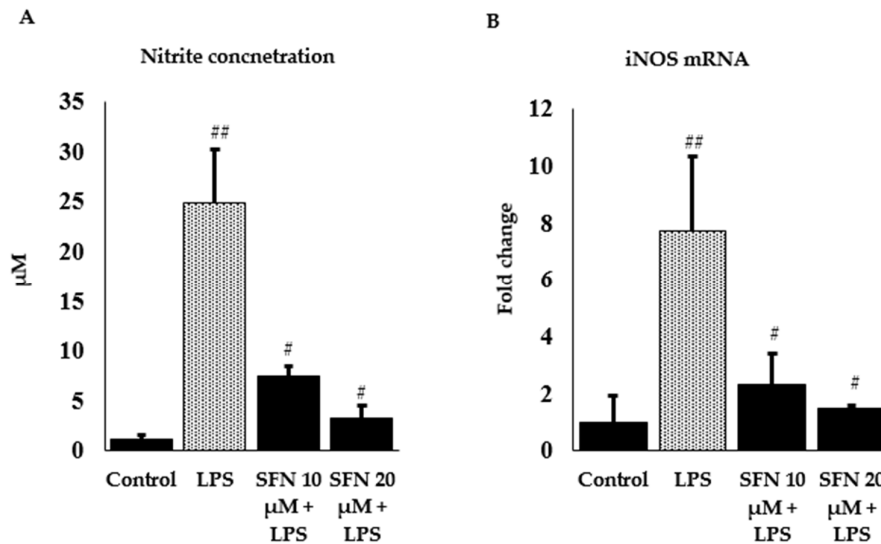 A
Nitrite concnetration
35
30
25
20
15
10
5
0
µM
##
#
#
Control
LPS
SFN 10
µM +
LPS
SFN 20
µM +
LPS
B
iNOS mRNA
12
10
8
6
4
2
0
Fold change
##
#
#
Control
LPS
SFN 10
µM +
LPS
SFN 20
µM +
LPS